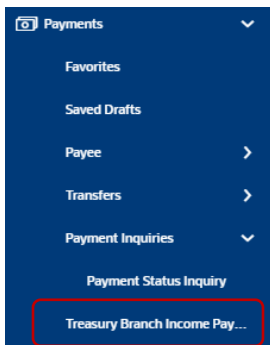 Payments
Favorites
Saved Drafts
Payee
Transfers
Payment Inquiries
Payment Status Inquiry
Treasury Branch Income Pay...